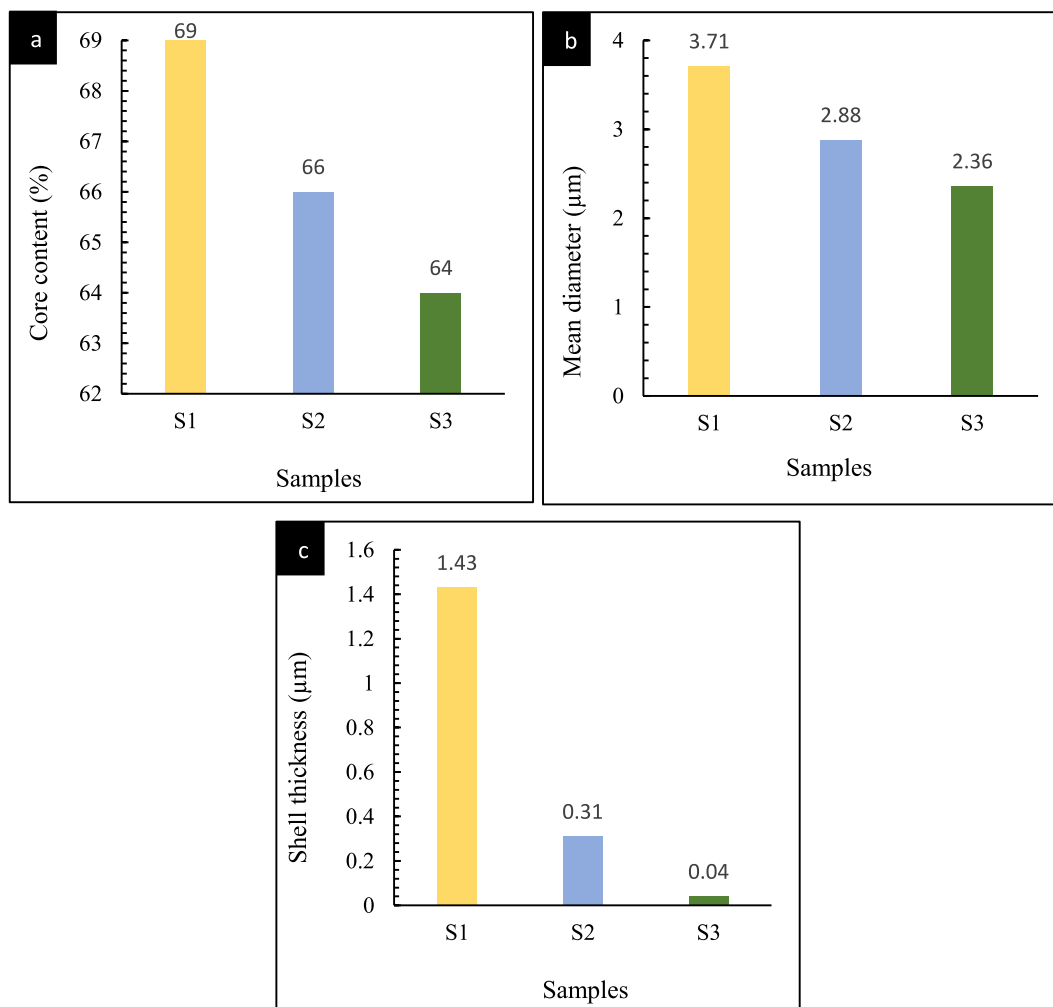 a
69
68
67
66
65
64
63
62
69
66
64
S1
S2
S3
Core content (%)
Samples
b
4
3
2
1
0
3.71
2.88
2.36
S1
S2
S3
Mean diameter (µm)
Samples
c
1.6
1.4
1.2
1
0.8
0.6
0.4
0.2
0
1.43
0.31
0.04
S1
S2
S3
Shell thickness (µm)
Samples